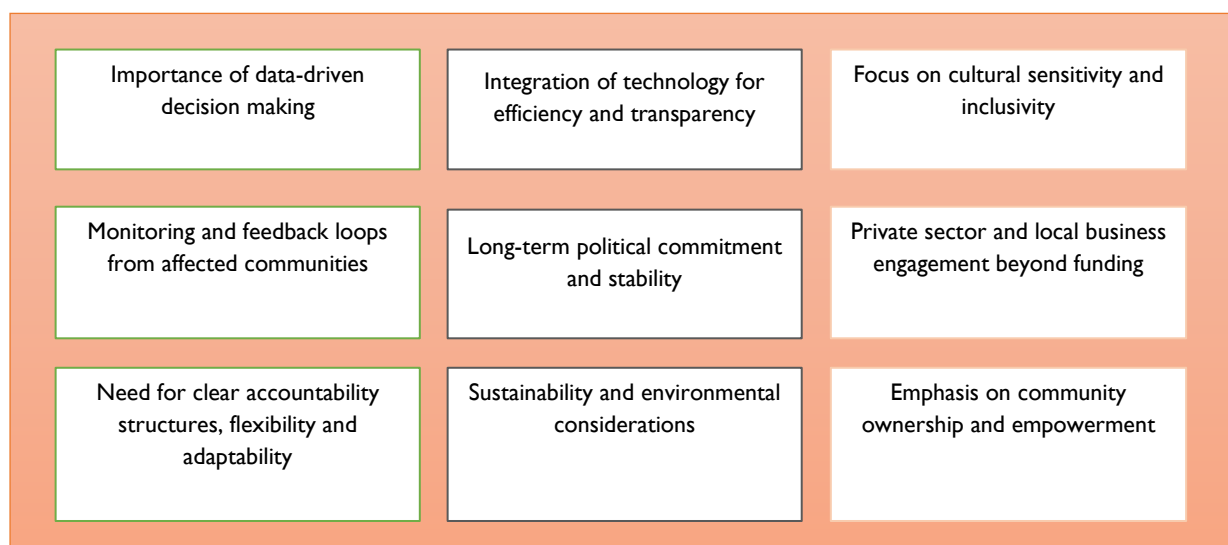 Importance of data-driven
decision making
Integration of technology for
efficiency and transparency
Focus on cultural sensitivity and
inclusivity
Monitoring and feedback loops
from affected communities
Long-term political commitment
and stability
Private sector and local business
engagement beyond funding
Need for clear accountability
structures, flexibility and
adaptability
Sustainability and environmental
considerations
Emphasis on community
ownership and empowerment